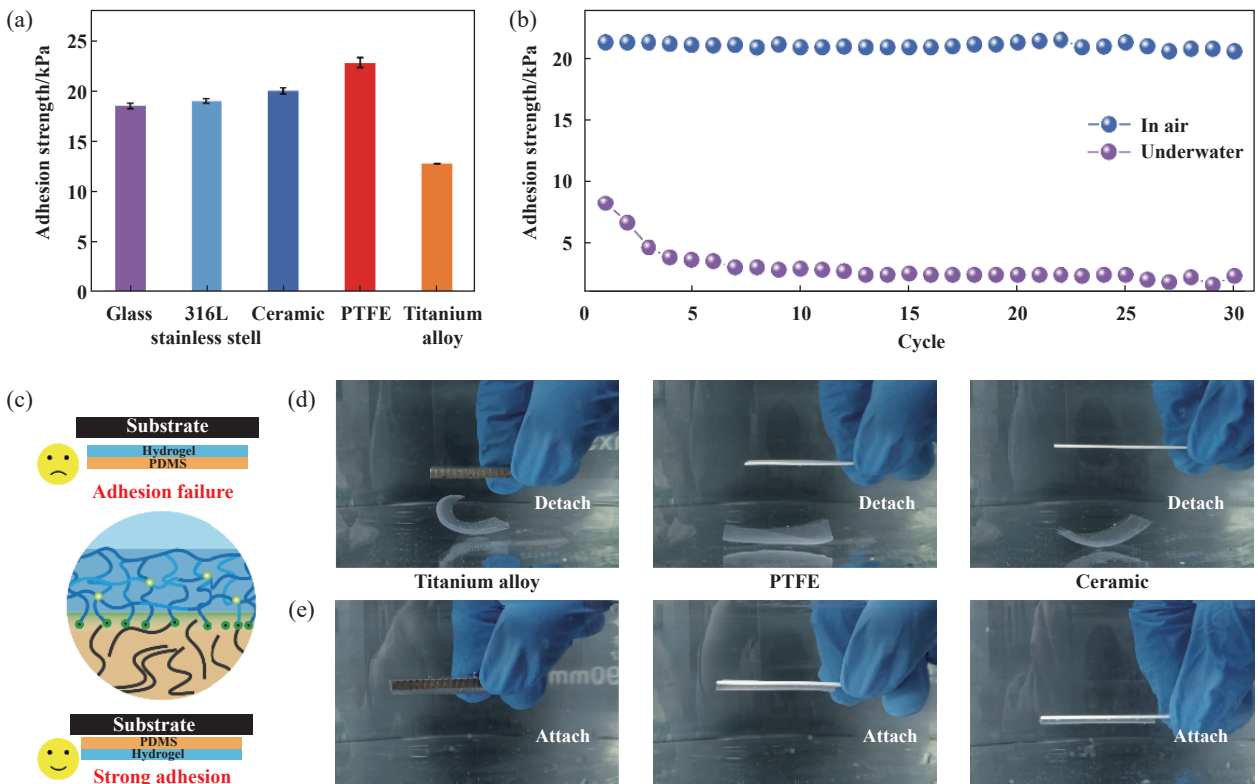 (a)
Adhesion strength/kPa
25
20
15
10
5
0
Glass
316L
stainless stell
Ceramic
PTFE
Titanium
alloy
(b)
Adhesion strength/kPa
20
15
10
5
In air
Underwater
0
5
10
15
20
25
30
Cycle
(c)
Substrate
Hydrogel
PDMS
Adhesion failure
Substrate
PDMS
Hydrogel
Strong adhesion
(d)
Detach
Detach
Detach
Titanium alloy
PTFE
Ceramic
(e)
90mm
Attach
Attach
Attach